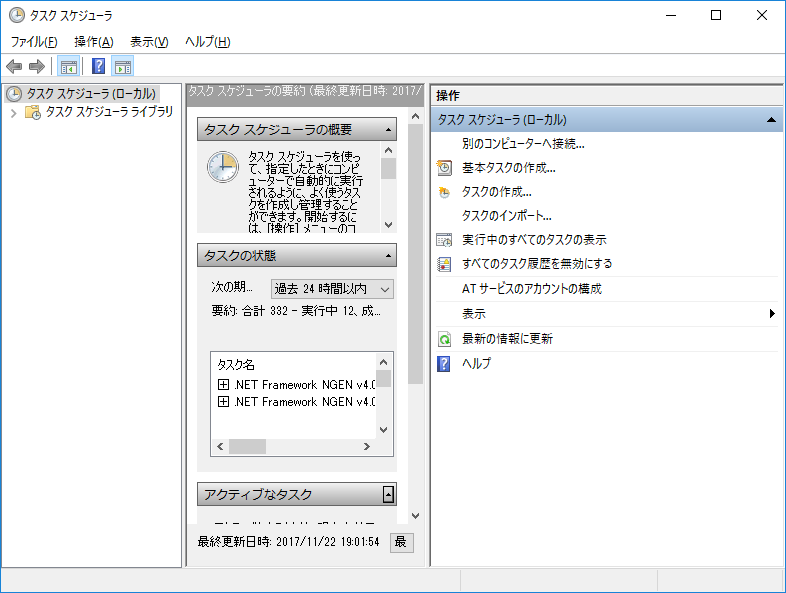 タスク スケジューラ
ファイル(F) 操作(A) 表示(V) ヘルプ(H)
タスク スケジューラ (ローカル)
タスク スケジューラ ライブラリ
タスク スケジューラの要約 (最終更新日時: 2017/
タスク スケジューラの概要
タスク スケジューラを使っ
て、指定したときにコンピ
ューターで自動的に実行
されるように、よく使うタス
クを作成し管理すること
ができます。開始するに
は、[操作] メニューのコ
タスクの状態
次の期... 過去 24 時間以内
要約: 合計 332 - 実行中 12、成...
タスク名
.NET Framework NGEN v4.0
.NET Framework NGEN v4.0
アクティブなタスク
最終更新日時: 2017/11/22 19:01:54 最
操作
タスク スケジューラ (ローカル)
別のコンピューターへ接続...
基本タスクの作成...
タスクの作成...
タスクのインポート...
実行中のすべてのタスクの表示
すべてのタスク履歴を無効にする
AT サービスのアカウントの構成
表示
最新の情報に更新
ヘルプ